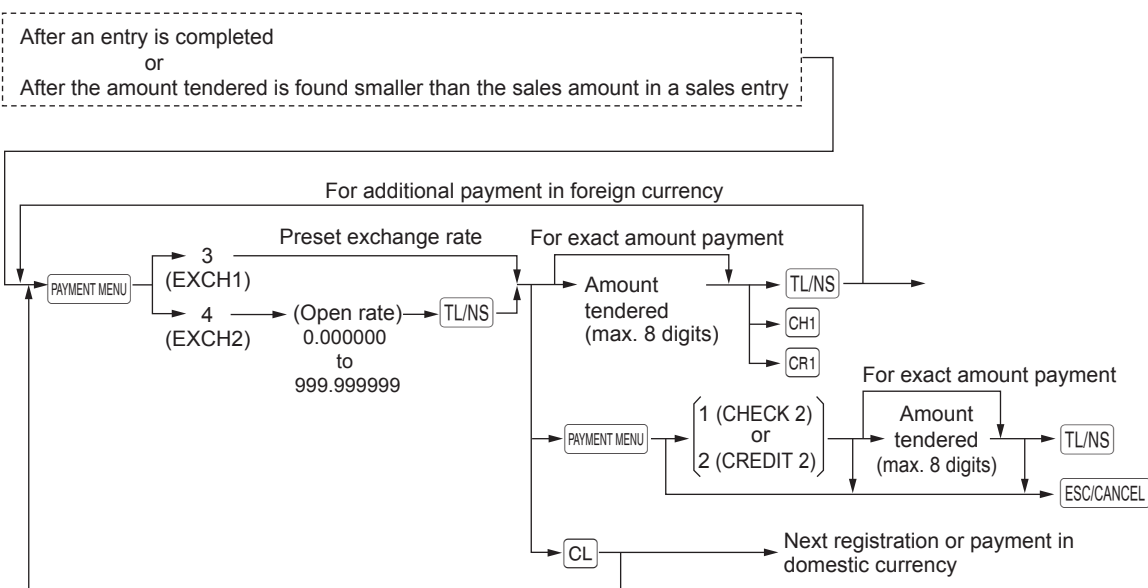 After an entry is completed
or
After the amount tendered is found smaller than the sales amount in a sales entry
For additional payment in foreign currency
Preset exchange rate
For exact amount payment
PAYMENT MENU
3
(EXCH1)
4
(EXCH2)
(Open rate)
0.000000
to
999.999999
TL/NS
Amount
tendered
(max. 8 digits)
TL/NS
CH1
CR1
For exact amount payment
PAYMENT MENU
1 (CHECK 2)
or
2 (CREDIT 2)
Amount
tendered
(max. 8 digits)
TL/NS
ESC/CANCEL
CL
Next registration or payment in
domestic currency